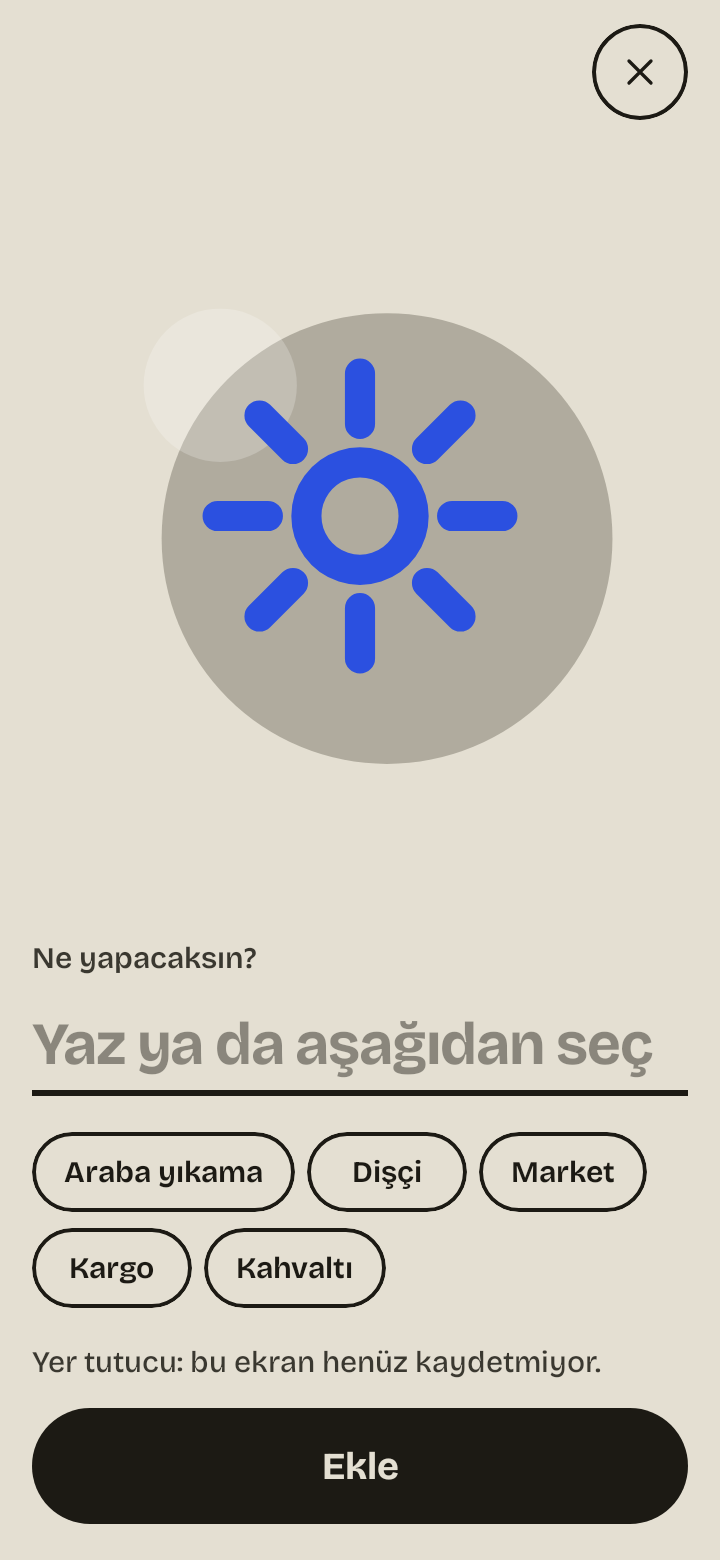 Ne yapacaksın?
Yaz ya da aşağıdan seç
Araba yıkama
Dişçi
Market
Kargo
Kahvaltı
Yer tutucu: bu ekran henüz kaydetmiyor.
Ekle